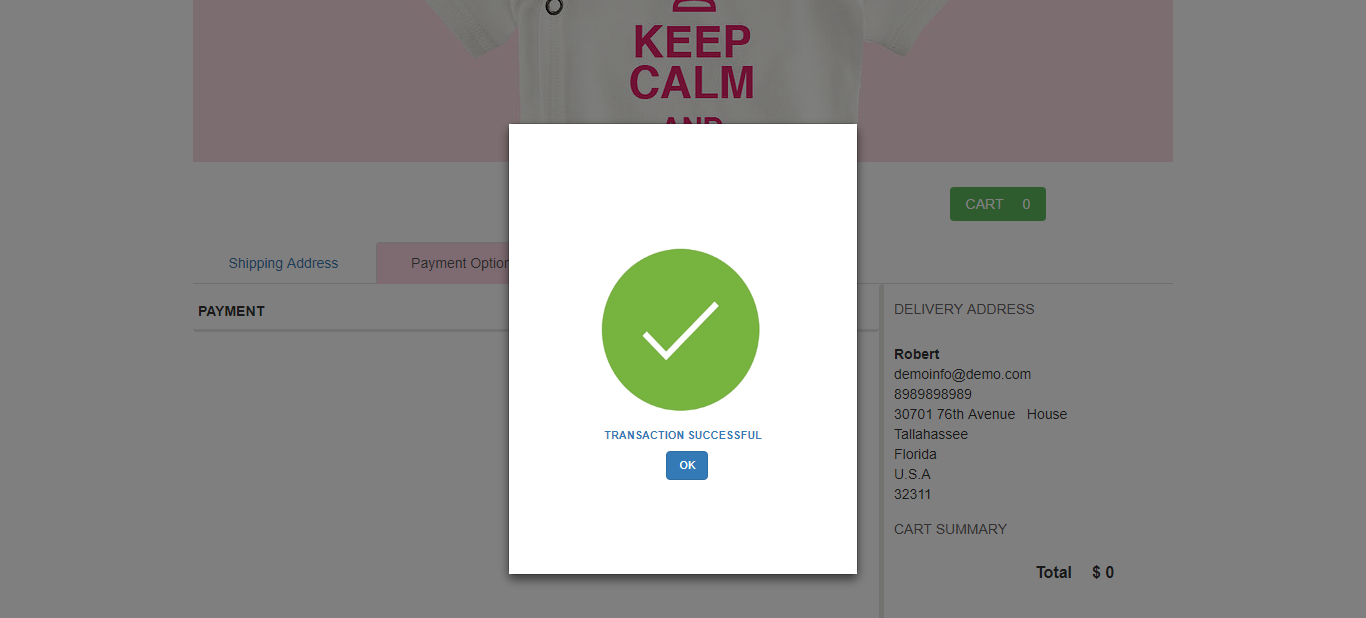 KEEP
CALM
AND
CART 0
Shipping Address
Payment Option
PAYMENT
TRANSACTION SUCCESSFUL
OK
DELIVERY ADDRESS
Robert
demoinfo@demo.com
8989898989
30701 76th Avenue House
Tallahassee
Florida
U.S.A
32311
CART SUMMARY
Total $ 0